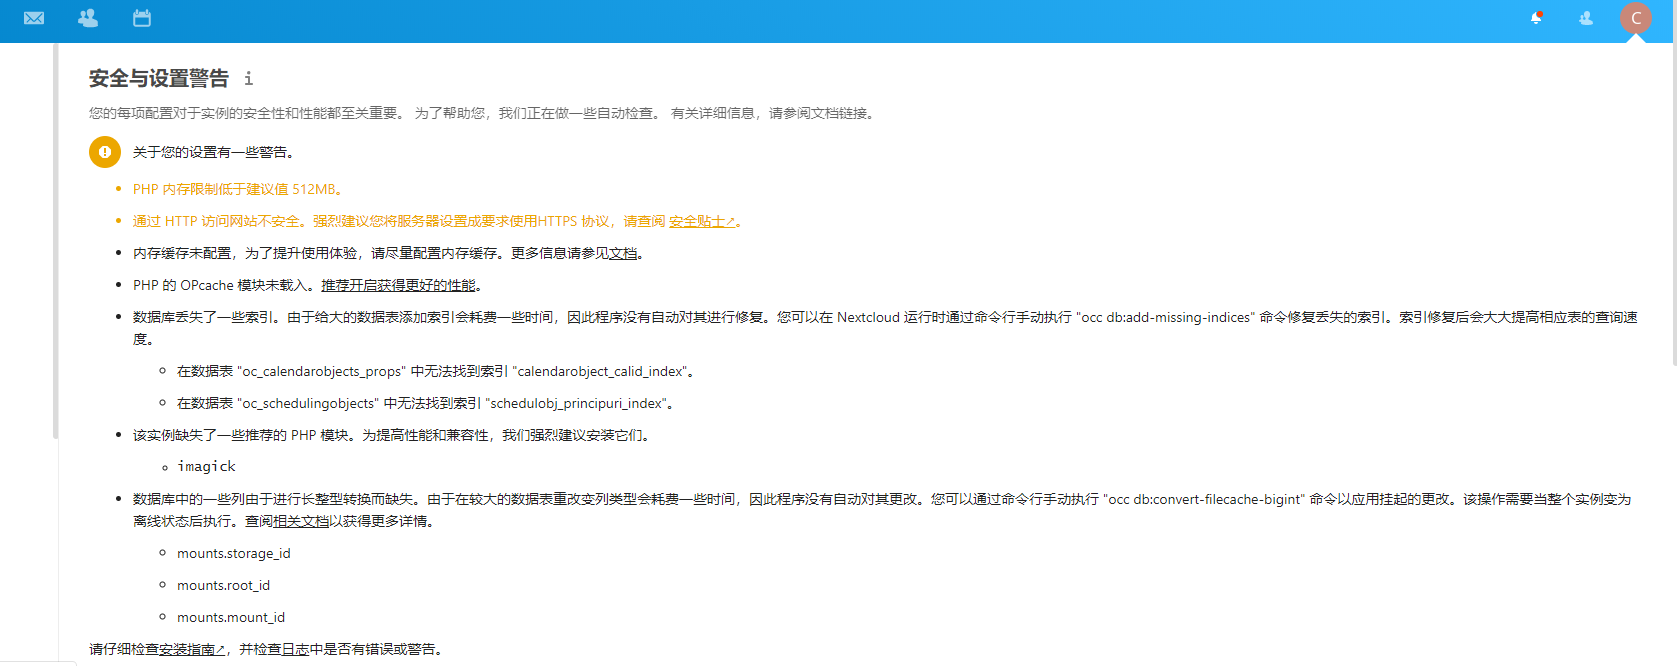 C
安全与设置警告 i
您的每项配置对于实例的安全性和性能都至关重要。 为了帮助您，我们正在做一些自动检查。 有关详细信息，请参阅文档链接。
关于您的设置有一些警告。
PHP 内存限制低于建议值 512MB。
通过 HTTP 访问网站不安全。强烈建议您将服务器设置成要求使用HTTPS 协议，请查阅 安全贴士↗。
内存缓存未配置，为了提升使用体验，请尽量配置内存缓存。更多信息请参见文档。
PHP 的 OPcache 模块未载入。推荐开启获得更好的性能。
数据库丢失了一些索引。由于给大的数据表添加索引会耗费一些时间，因此程序没有自动对其进行修复。您可以在 Nextcloud 运行时通过命令行手动执行 "occ db:add-missing-indices" 命令修复丢失的索引。索引修复后会大大提高相应表的查询速
度。
在数据表 "oc_calendarobjects_props" 中无法找到索引 "calendarobject_calid_index"。
在数据表 "oc_schedulingobjects" 中无法找到索引 "schedulobj_principuri_index"。
该实例缺失了一些推荐的 PHP 模块。为提高性能和兼容性，我们强烈建议安装它们。
imagick
数据库中的一些列由于进行长整型转换而缺失。由于在较大的数据表重改变列类型会耗费一些时间，因此程序没有自动对其更改。您可以通过命令行手动执行 "occ db:convert-filecache-bigint" 命令以应用挂起的更改。该操作需要当整个实例变为
离线状态后执行。查阅相关文档以获得更多详情。
mounts.storage_id
mounts.root_id
mounts.mount_id
请仔细检查安装指南↗，并检查日志中是否有错误或警告。